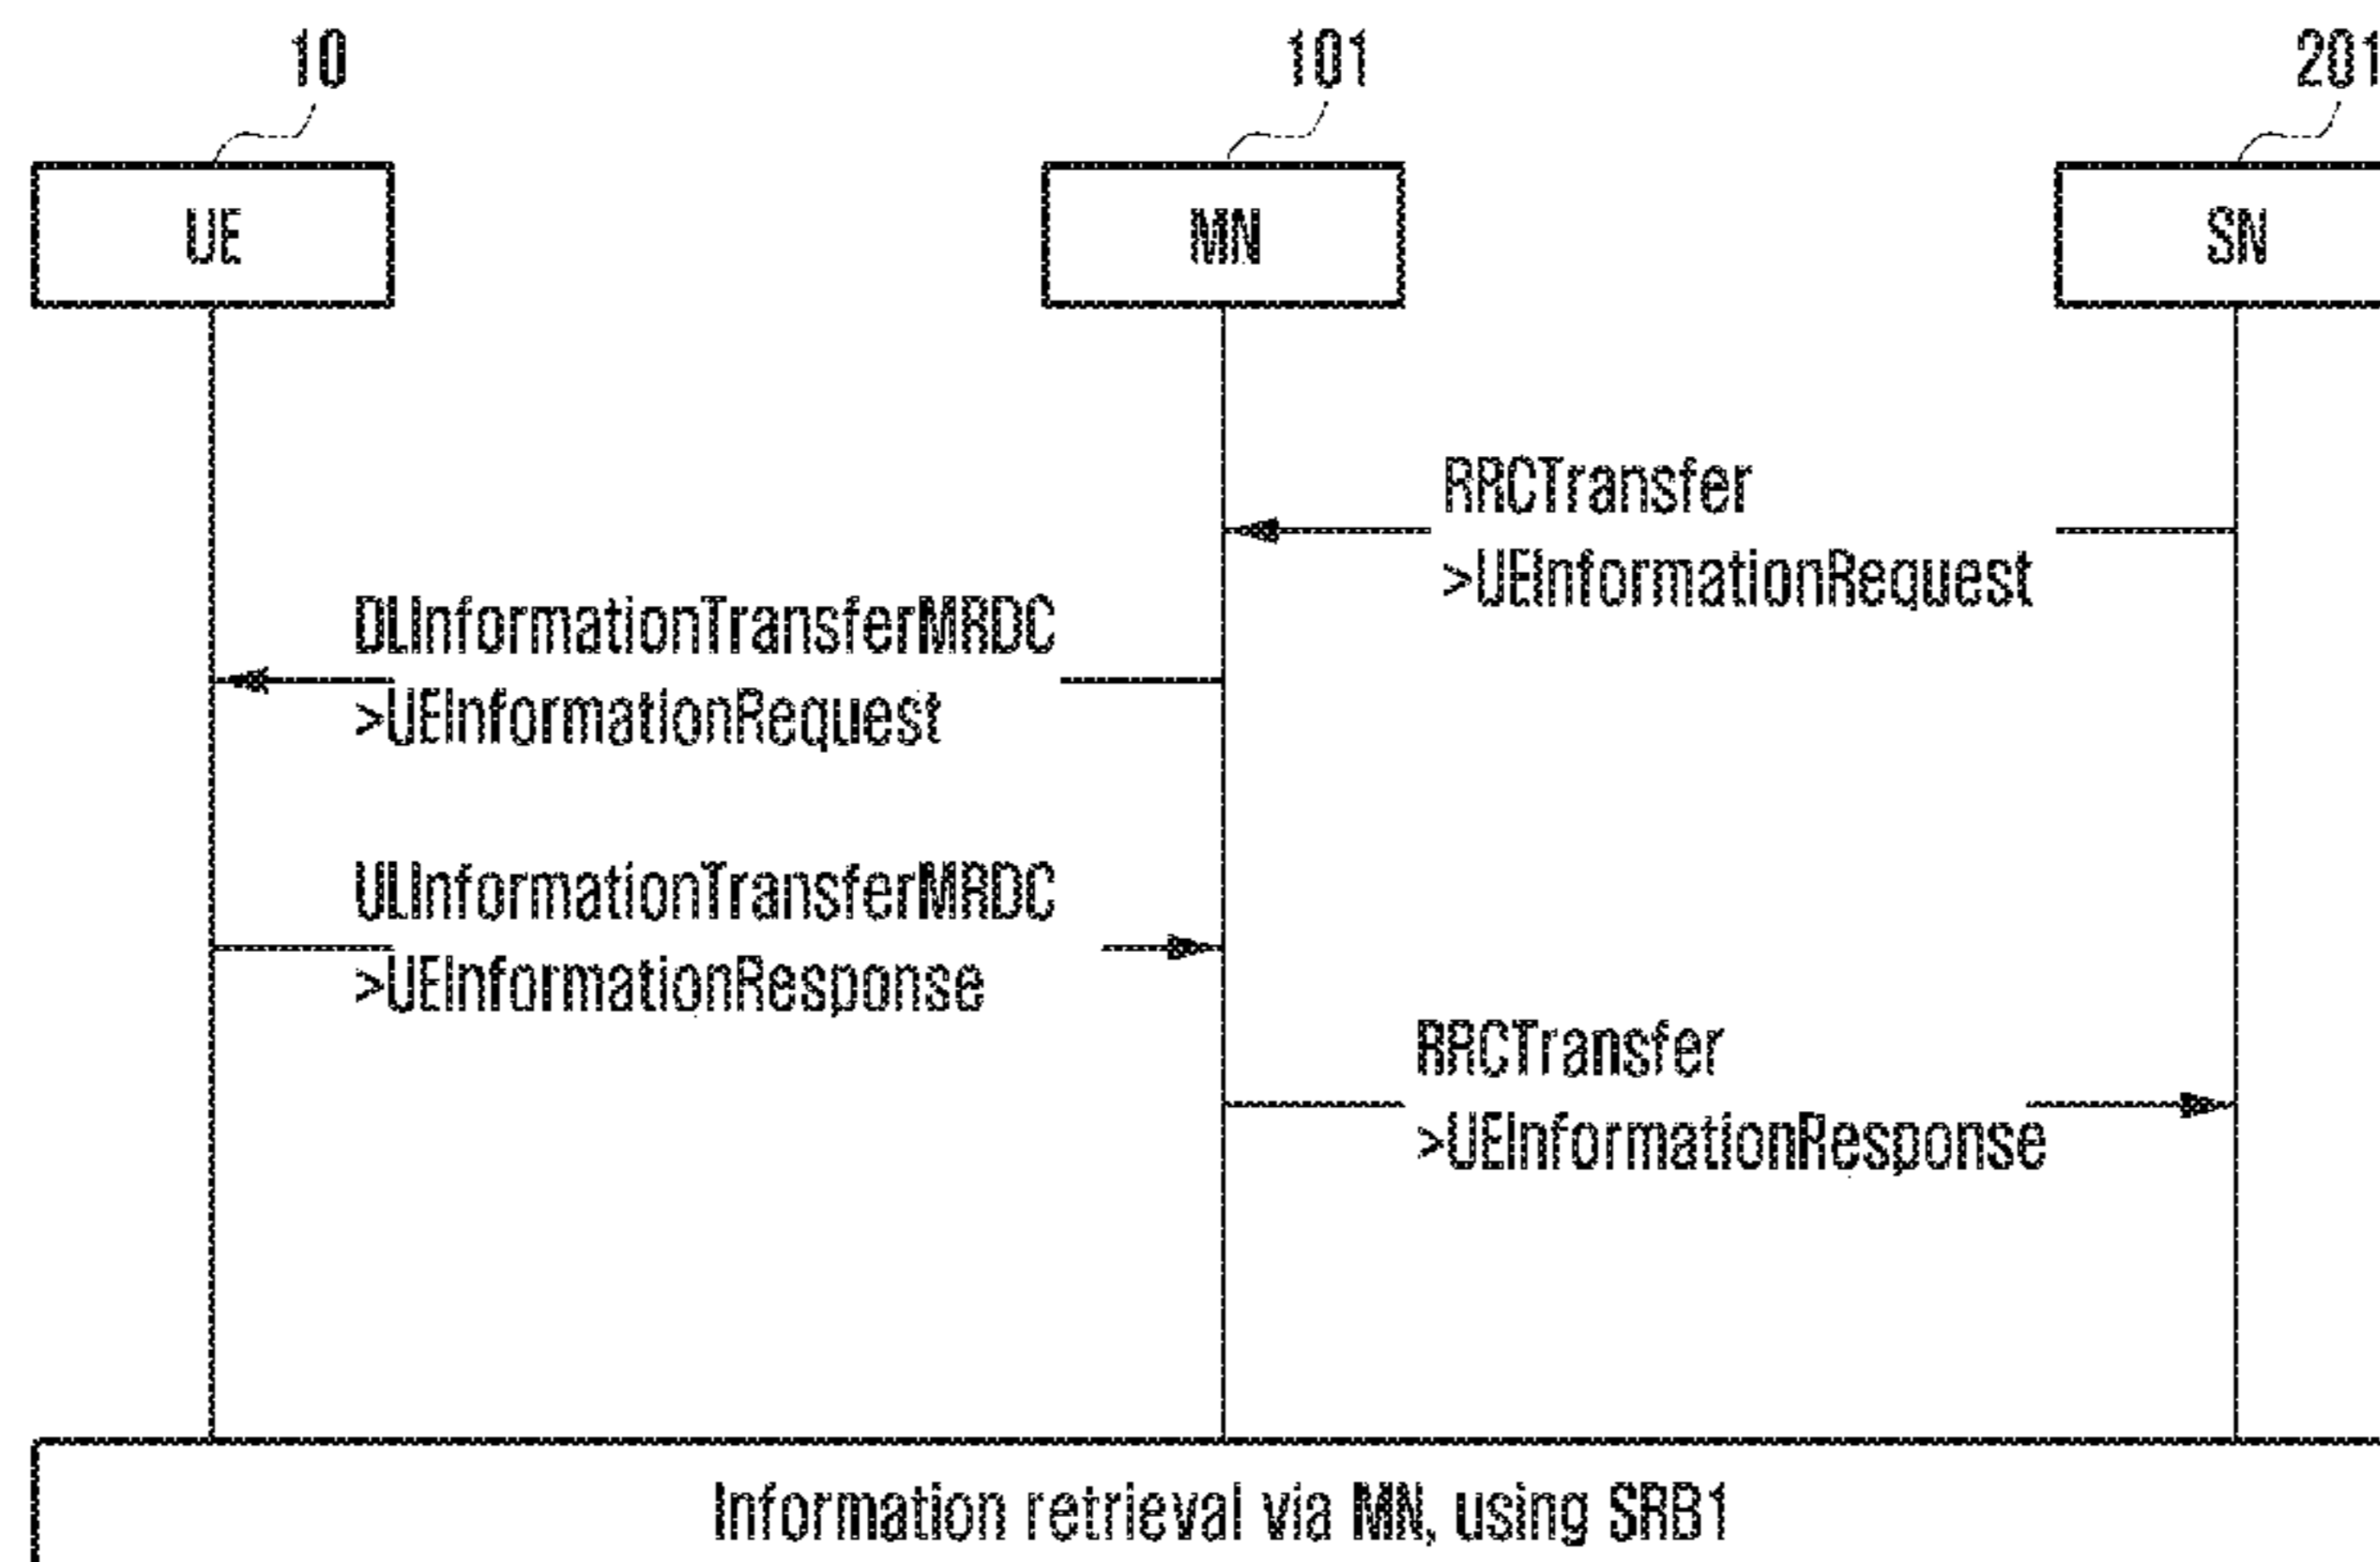 10
101
201
UE
MN
SN
RRCTransfer
>UEInformationRequest
DLInformationTransferMRDC
>UEInformationRequest
ULInformationTransferMRDC
>UEInformationResponse
RRCTransfer
>UEInformationResponse
Information retrieval via MN, using SRB1